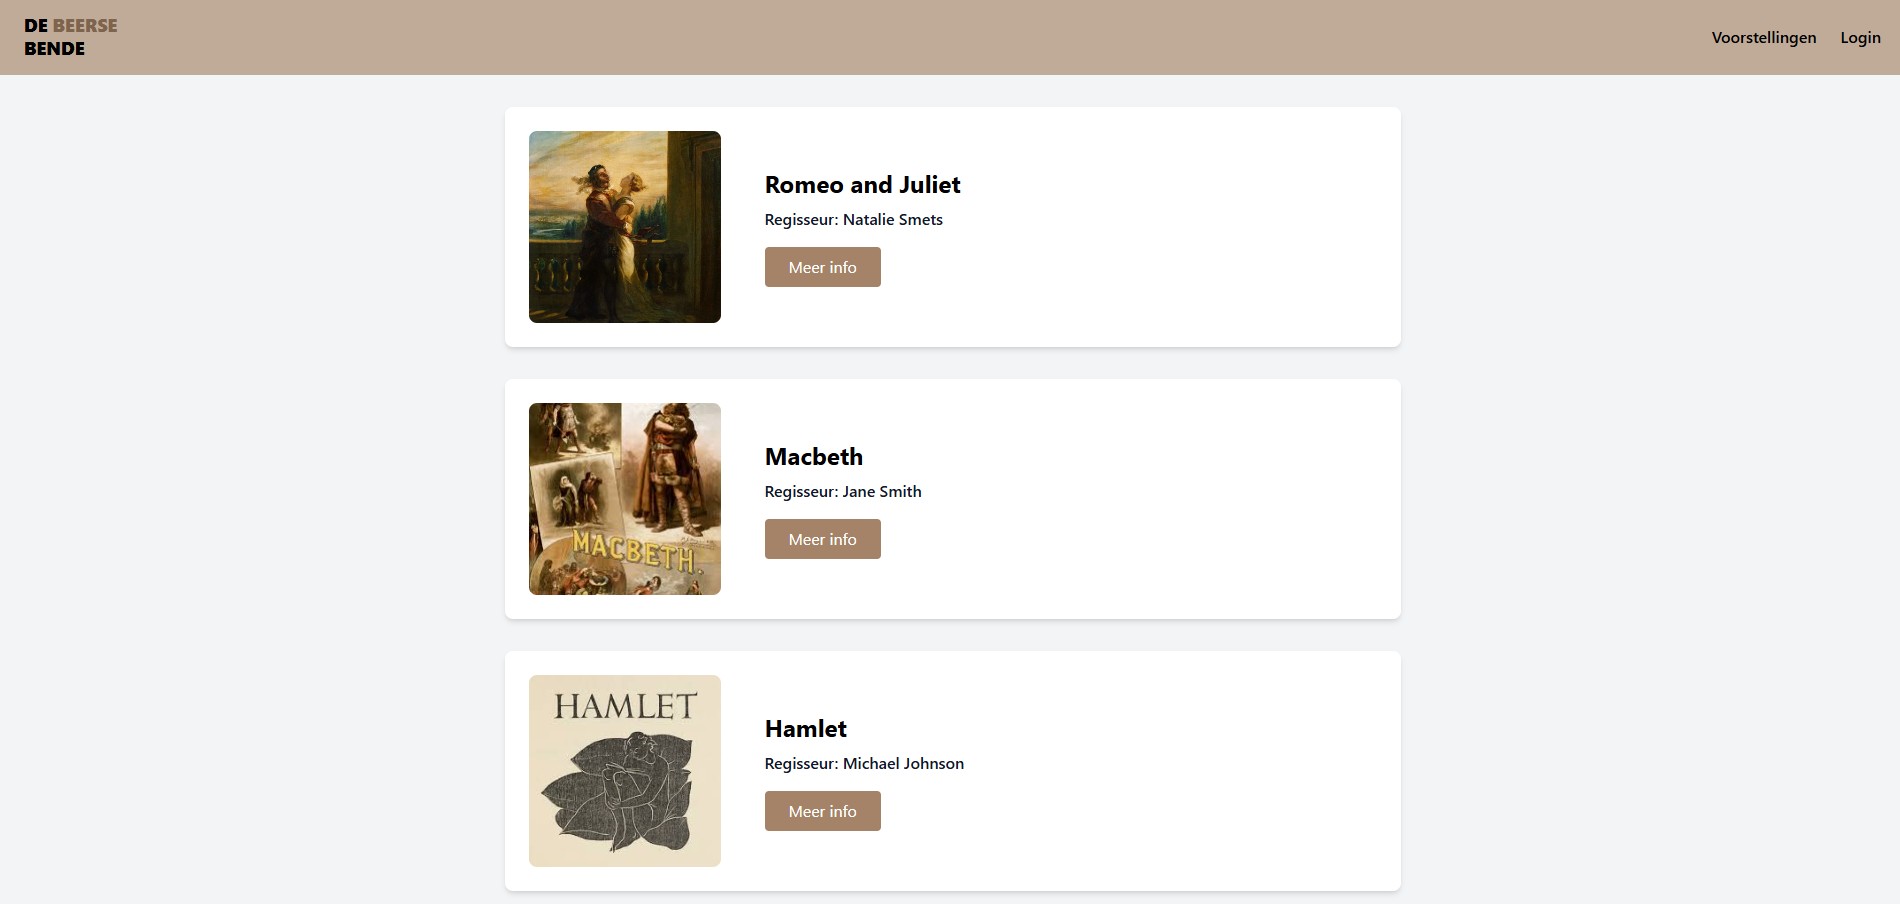 DE BEERSE
BENDE
Voorstellingen
Login
Romeo and Juliet
Regisseur: Natalie Smets
Meer info
MACBETH.
Macbeth
Regisseur: Jane Smith
Meer info
HAMLET
Hamlet
Regisseur: Michael Johnson
Meer info